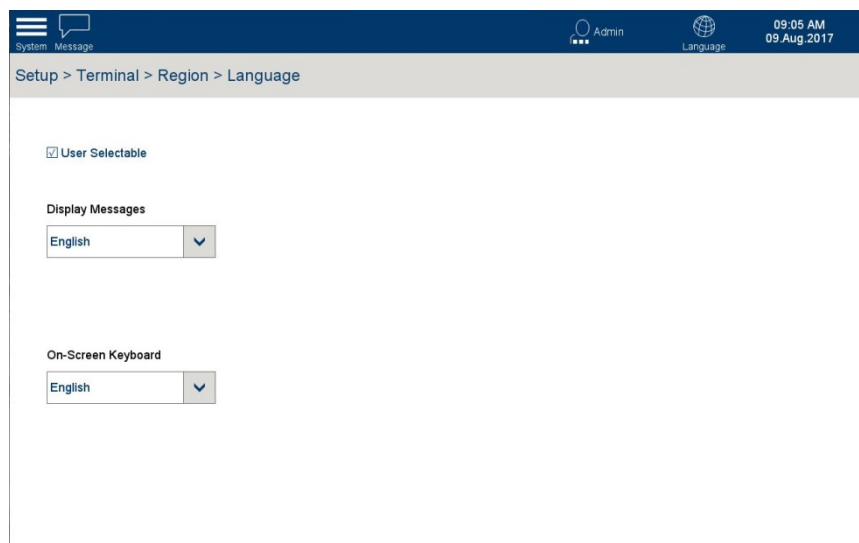 System Message
Admin
Language
09:05 AM
09.Aug.2017
Setup > Terminal > Region > Language
User Selectable
Display Messages
English
On-Screen Keyboard
English